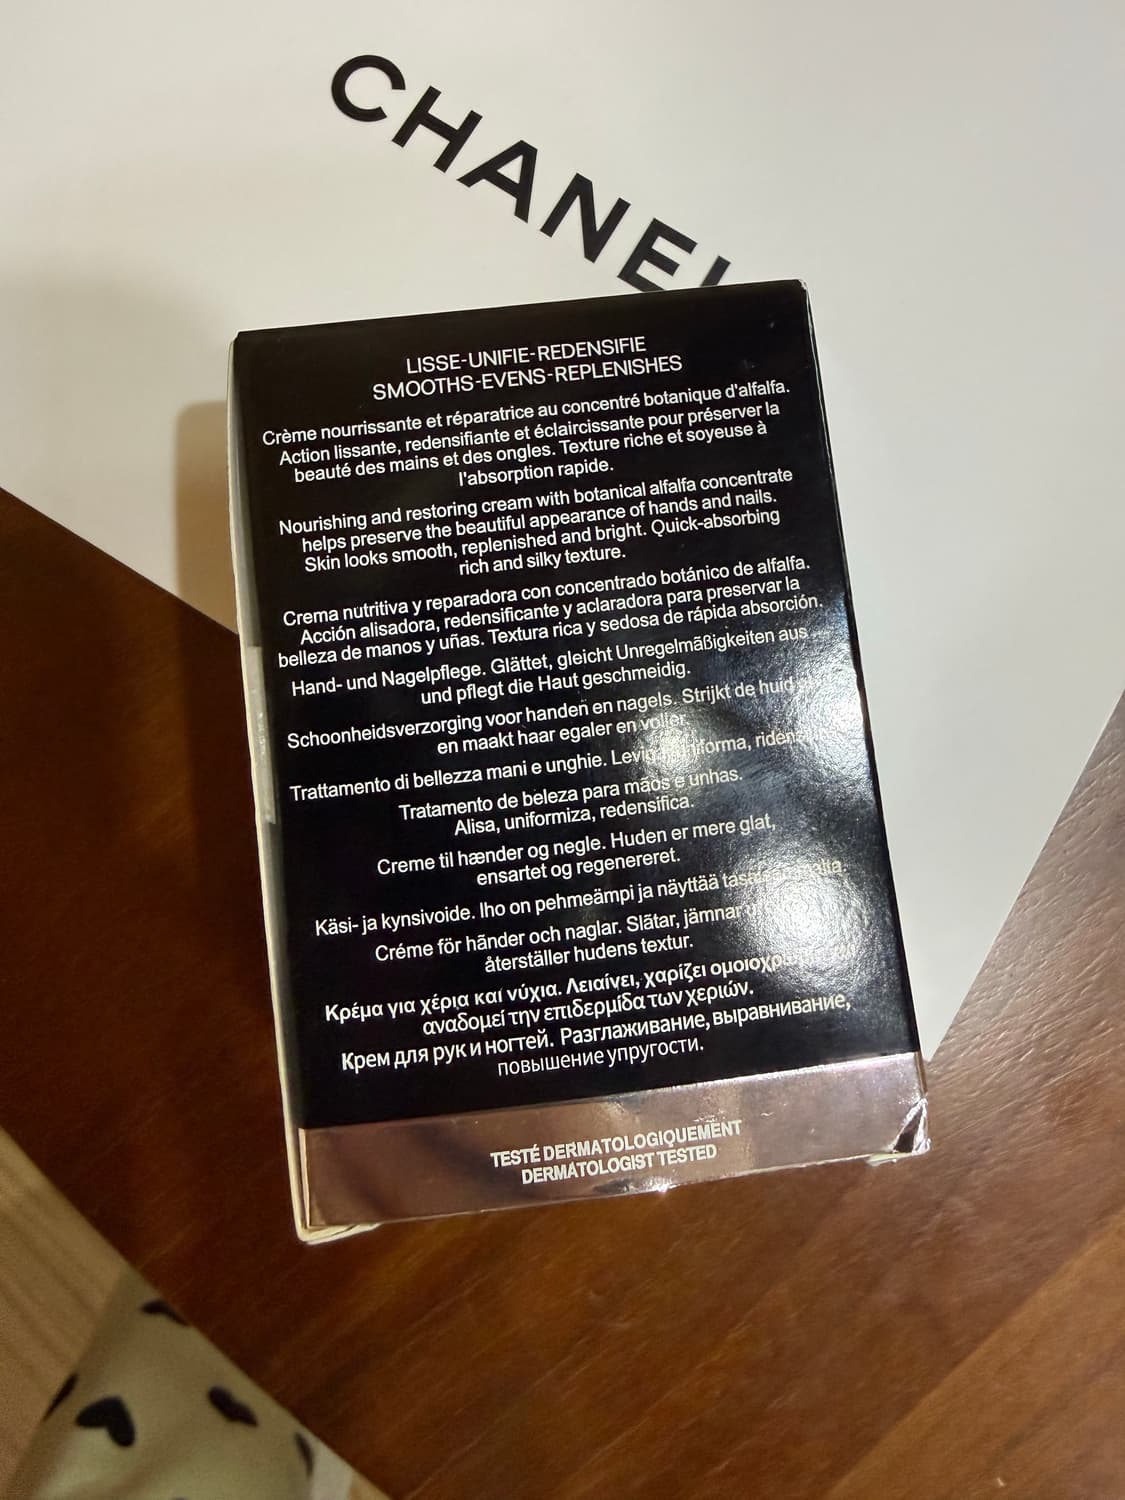 CHANEL
LISSE-UNIFIE-REDENSIFIE
SMOOTHS-EVENS-REPLENISHES
Crème nourrissante et réparatrice au concentré botanique d'alfalfa.
Action lissante, redensifiante et éclaircissante pour préserver la
beauté des mains et des ongles. Texture riche et soyeuse à
l'absorption rapide.
Nourishing and restoring cream with botanical alfalfa concentrate
helps preserve the beautiful appearance of hands and nails.
Skin looks smooth, replenished and bright. Quick-absorbing
rich and silky texture.
Crema nutritiva y reparadora con concentrado botánico de alfalfa.
Acción alisadora, redensificante y aclaradora para preservar la
belleza de manos y uñas. Textura rica y sedosa de rápida absorción.
Hand- und Nagelpflege. Glättet, gleicht Unregelmãßigkeiten aus
und pflegt die Haut geschmeidig.
Schoonheidsverzorging voor handen en nagels. Strijkt de huid
en maakt haar egaler en voller.
Trattamento di bellezza mani e unghie.
Tratamento de beleza para mãos e unhas.
Alisa, uniformiza, redensifica.
Creme til hænder og negle. Huden er mere glat,
ensartet og regenereret.
Käsi- ja kynsivoide. Iho on pehmeämpi ja näyttää
Créme för hãnder och naglar. Slãtar, jämnar
återställer hudens textur.
Κρέμα για χέρια και νύχια. Λειαίνει, χαρίζει
αναδομεί την επιδερμίδα των χεριών.
Крем для рук и ногтей. Разглаживание, выравнивание,
повышение упругости.
TESTÉ DERMATOLOGIQUEMENT
DERMATOLOGIST TESTED